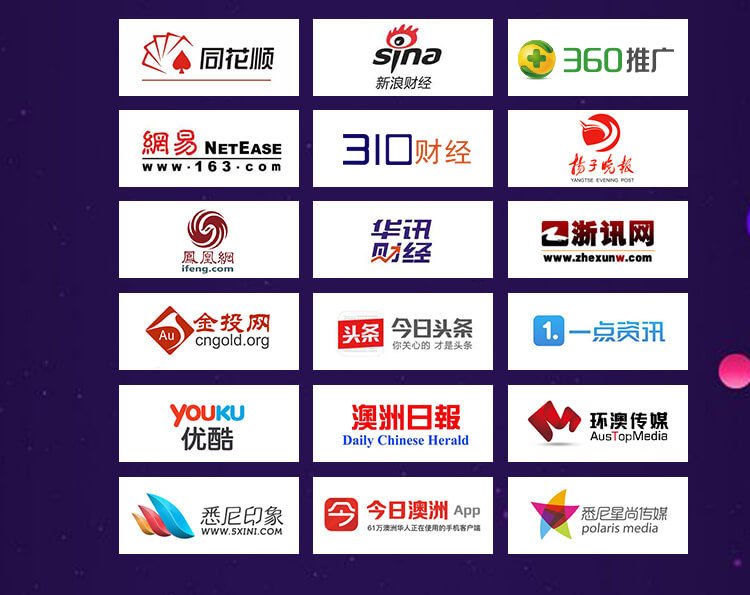 同花顺
sina
新浪财经
360推广
網易 NETEASE
www·163·com
310财经
扬子晚报
YANGTSE EVENING POST
鳳凰網
ifeng.com
华讯
财经
浙讯网
www.zhexunw.com
Au 金投网
cngold.org
头条 今日头条
你关心的 才是头条
1. 一点资讯
YOUKU
优酷
澳洲日報
Daily Chinese Herald
环澳传媒
AusTopMedia
悉尼印象
WWW.SXINI.COM
今 今日澳洲 App
61万澳洲华人正在使用的手机客户端
悉尼星尚传媒
polaris media